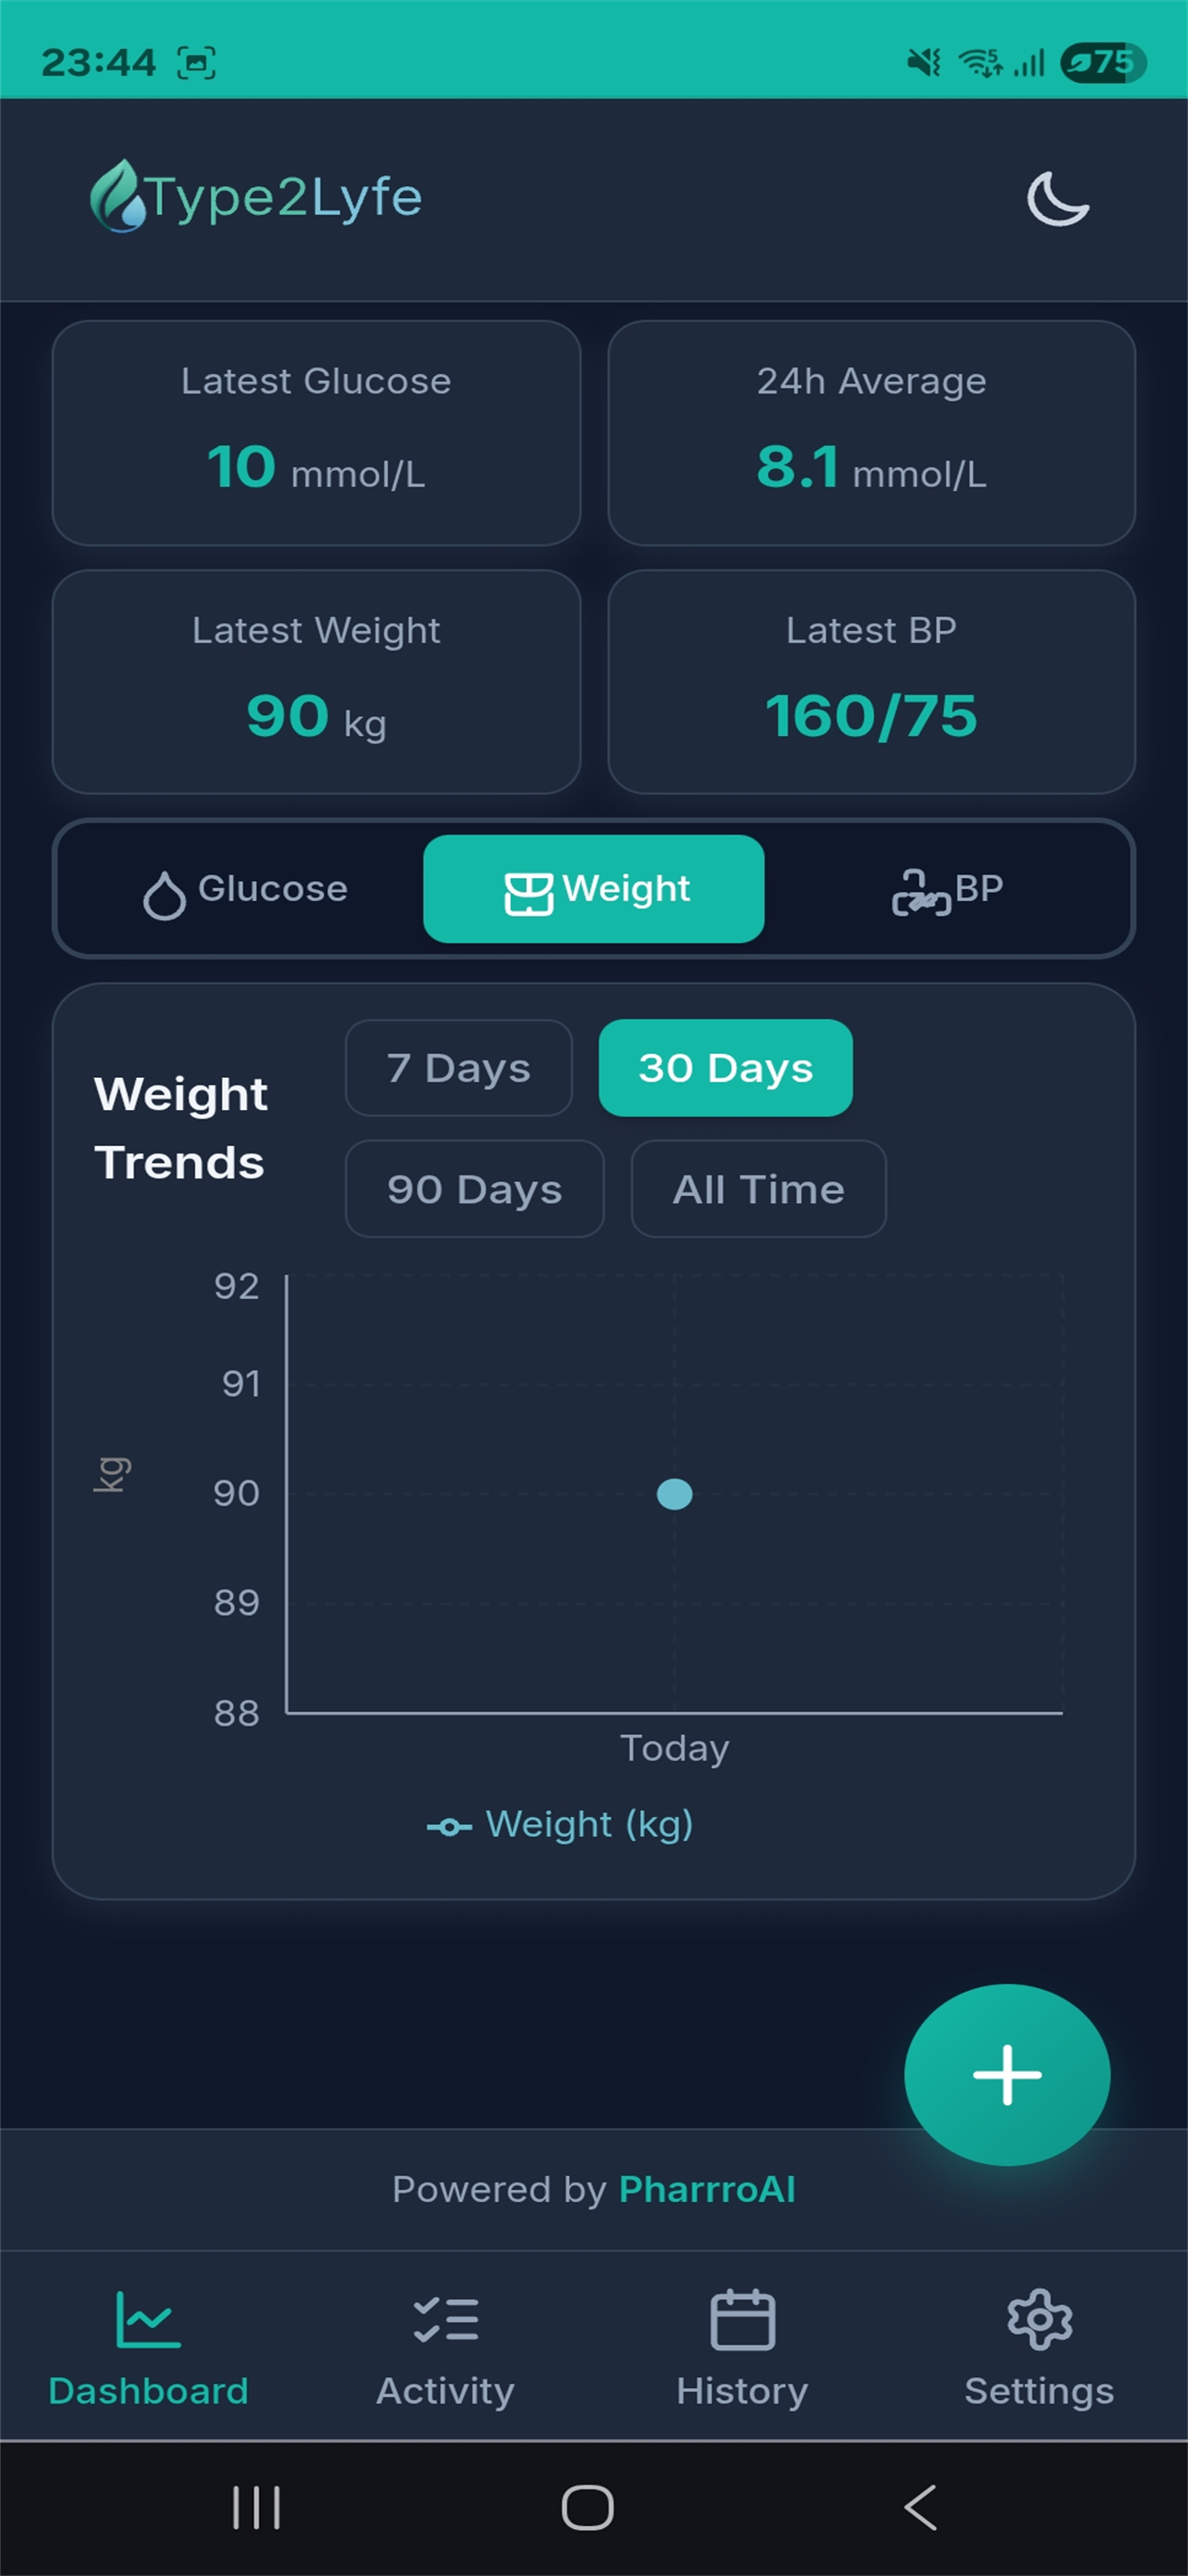 23:44
5
75
Type2Lyfe
Latest Glucose
10 mmol/L
24h Average
8.1 mmol/L
Latest Weight
90 kg
Latest BP
160/75
Glucose
Weight
BP
Weight
Trends
7 Days
30 Days
90 Days
All Time
92
91
90
89
88
kg
Today
Weight (kg)
Powered by PharrroAI
Dashboard
Activity
History
Settings